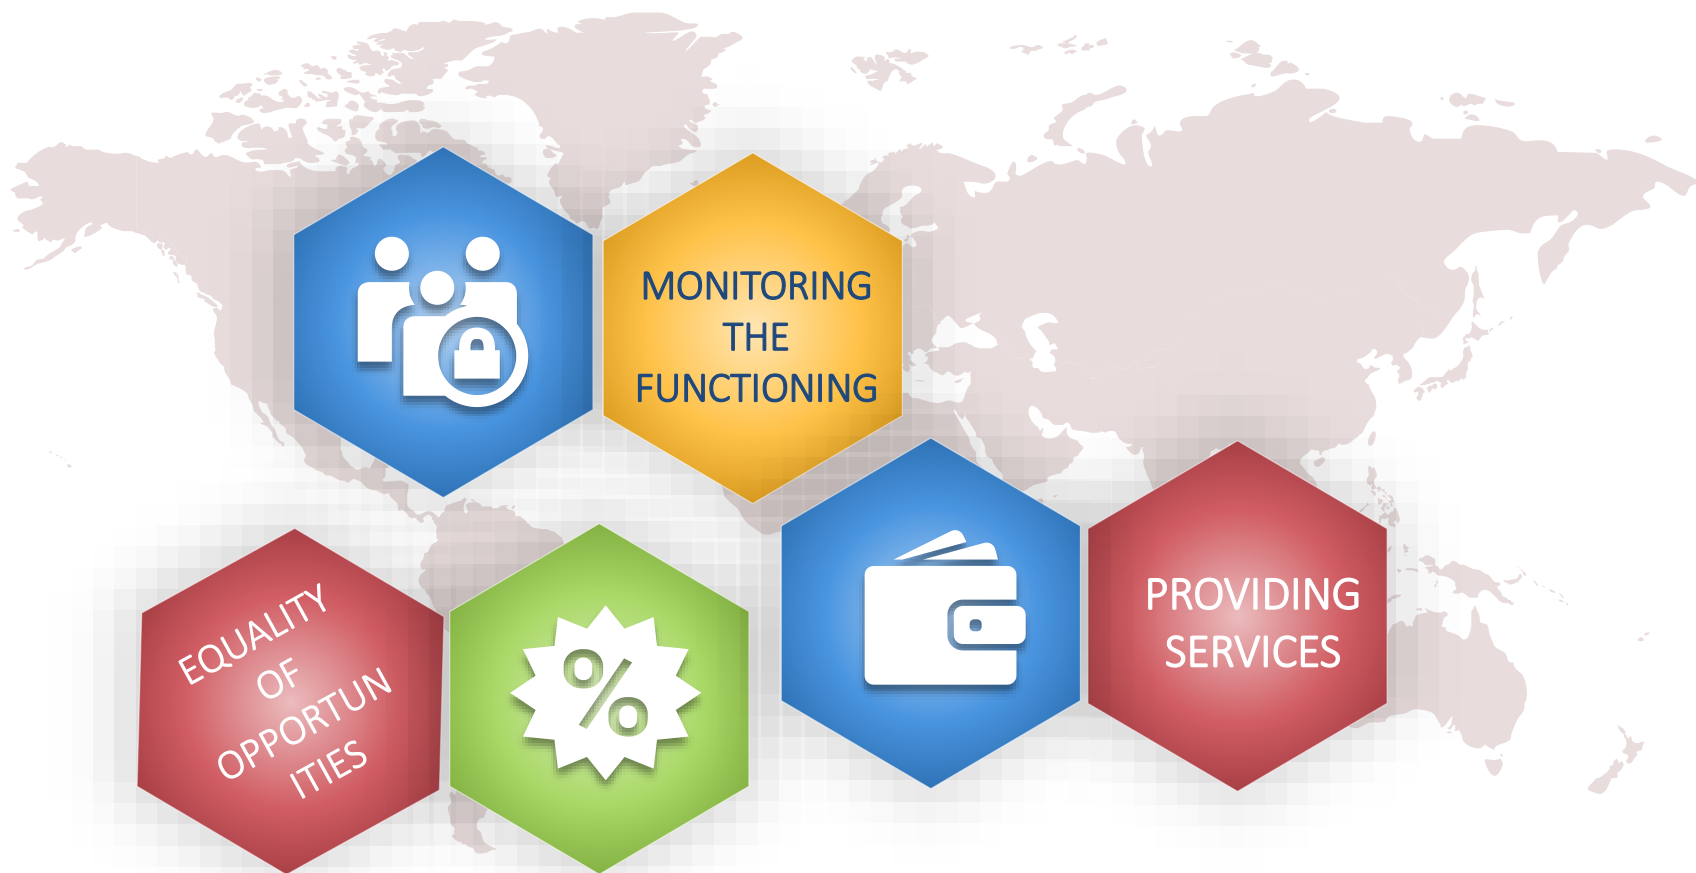 MONITORING
THE
FUNCTIONING
EQUALITY
OF
OPPORTUN
ITIES
%
PROVIDING
SERVICES